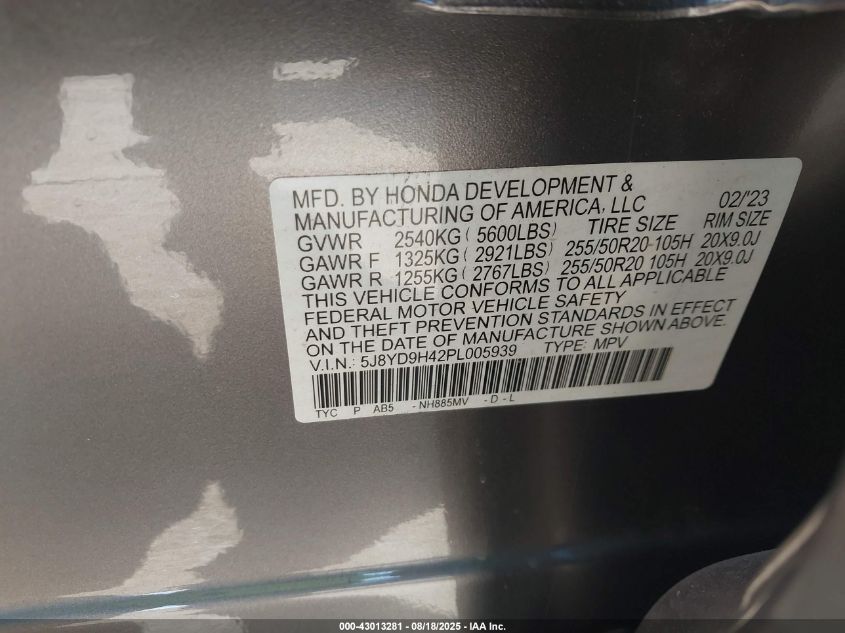 MFD. BY HONDA DEVELOPMENT & MANUFACTURING OF AMERICA, LLC 02/'23
GVWR 2540KG ( 5600LBS) TIRE SIZE RIM SIZE
GAWR F 1325KG ( 2921LBS) 255/50R20 105H 20X9.0J
GAWR R 1255KG ( 2767LBS) 255/50R20 105H 20X9.0J
THIS VEHICLE CONFORMS TO ALL APPLICABLE
FEDERAL MOTOR VEHICLE SAFETY
AND THEFT PREVENTION STANDARDS IN EFFECT
ON THE DATE OF MANUFACTURE SHOWN ABOVE.
V.I.N.: 5J8YD9H42PL005939 TYPE: MPV
TYC P AB5 - NH885MV - D - L
000-43013281 - 08/18/2025 - IAA Inc.